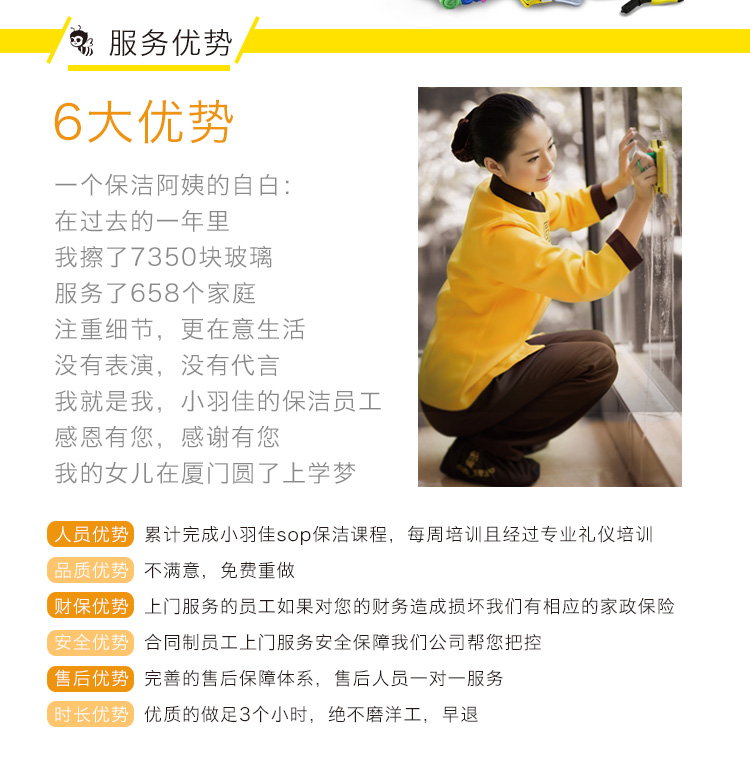 服务优势
6大优势
一个保洁阿姨的自白：
在过去的一年里
我擦了7350块玻璃
服务了658个家庭
注重细节，更在意生活
没有表演，没有代言
我就是我，小羽佳的保洁员工
感恩有您，感谢有您
我的女儿在厦门圆了上学梦
人员优势 累计完成小羽佳sop保洁课程，每周培训且经过专业礼仪培训
品质优势 不满意，免费重做
财保优势 上门服务的员工如果对您的财务造成损坏我们有相应的家政保险
安全优势 合同制员工上门服务安全保障我们公司帮您把控
售后优势 完善的售后保障体系，售后人员一对一服务
时长优势 优质的做足3个小时，绝不磨洋工，早退